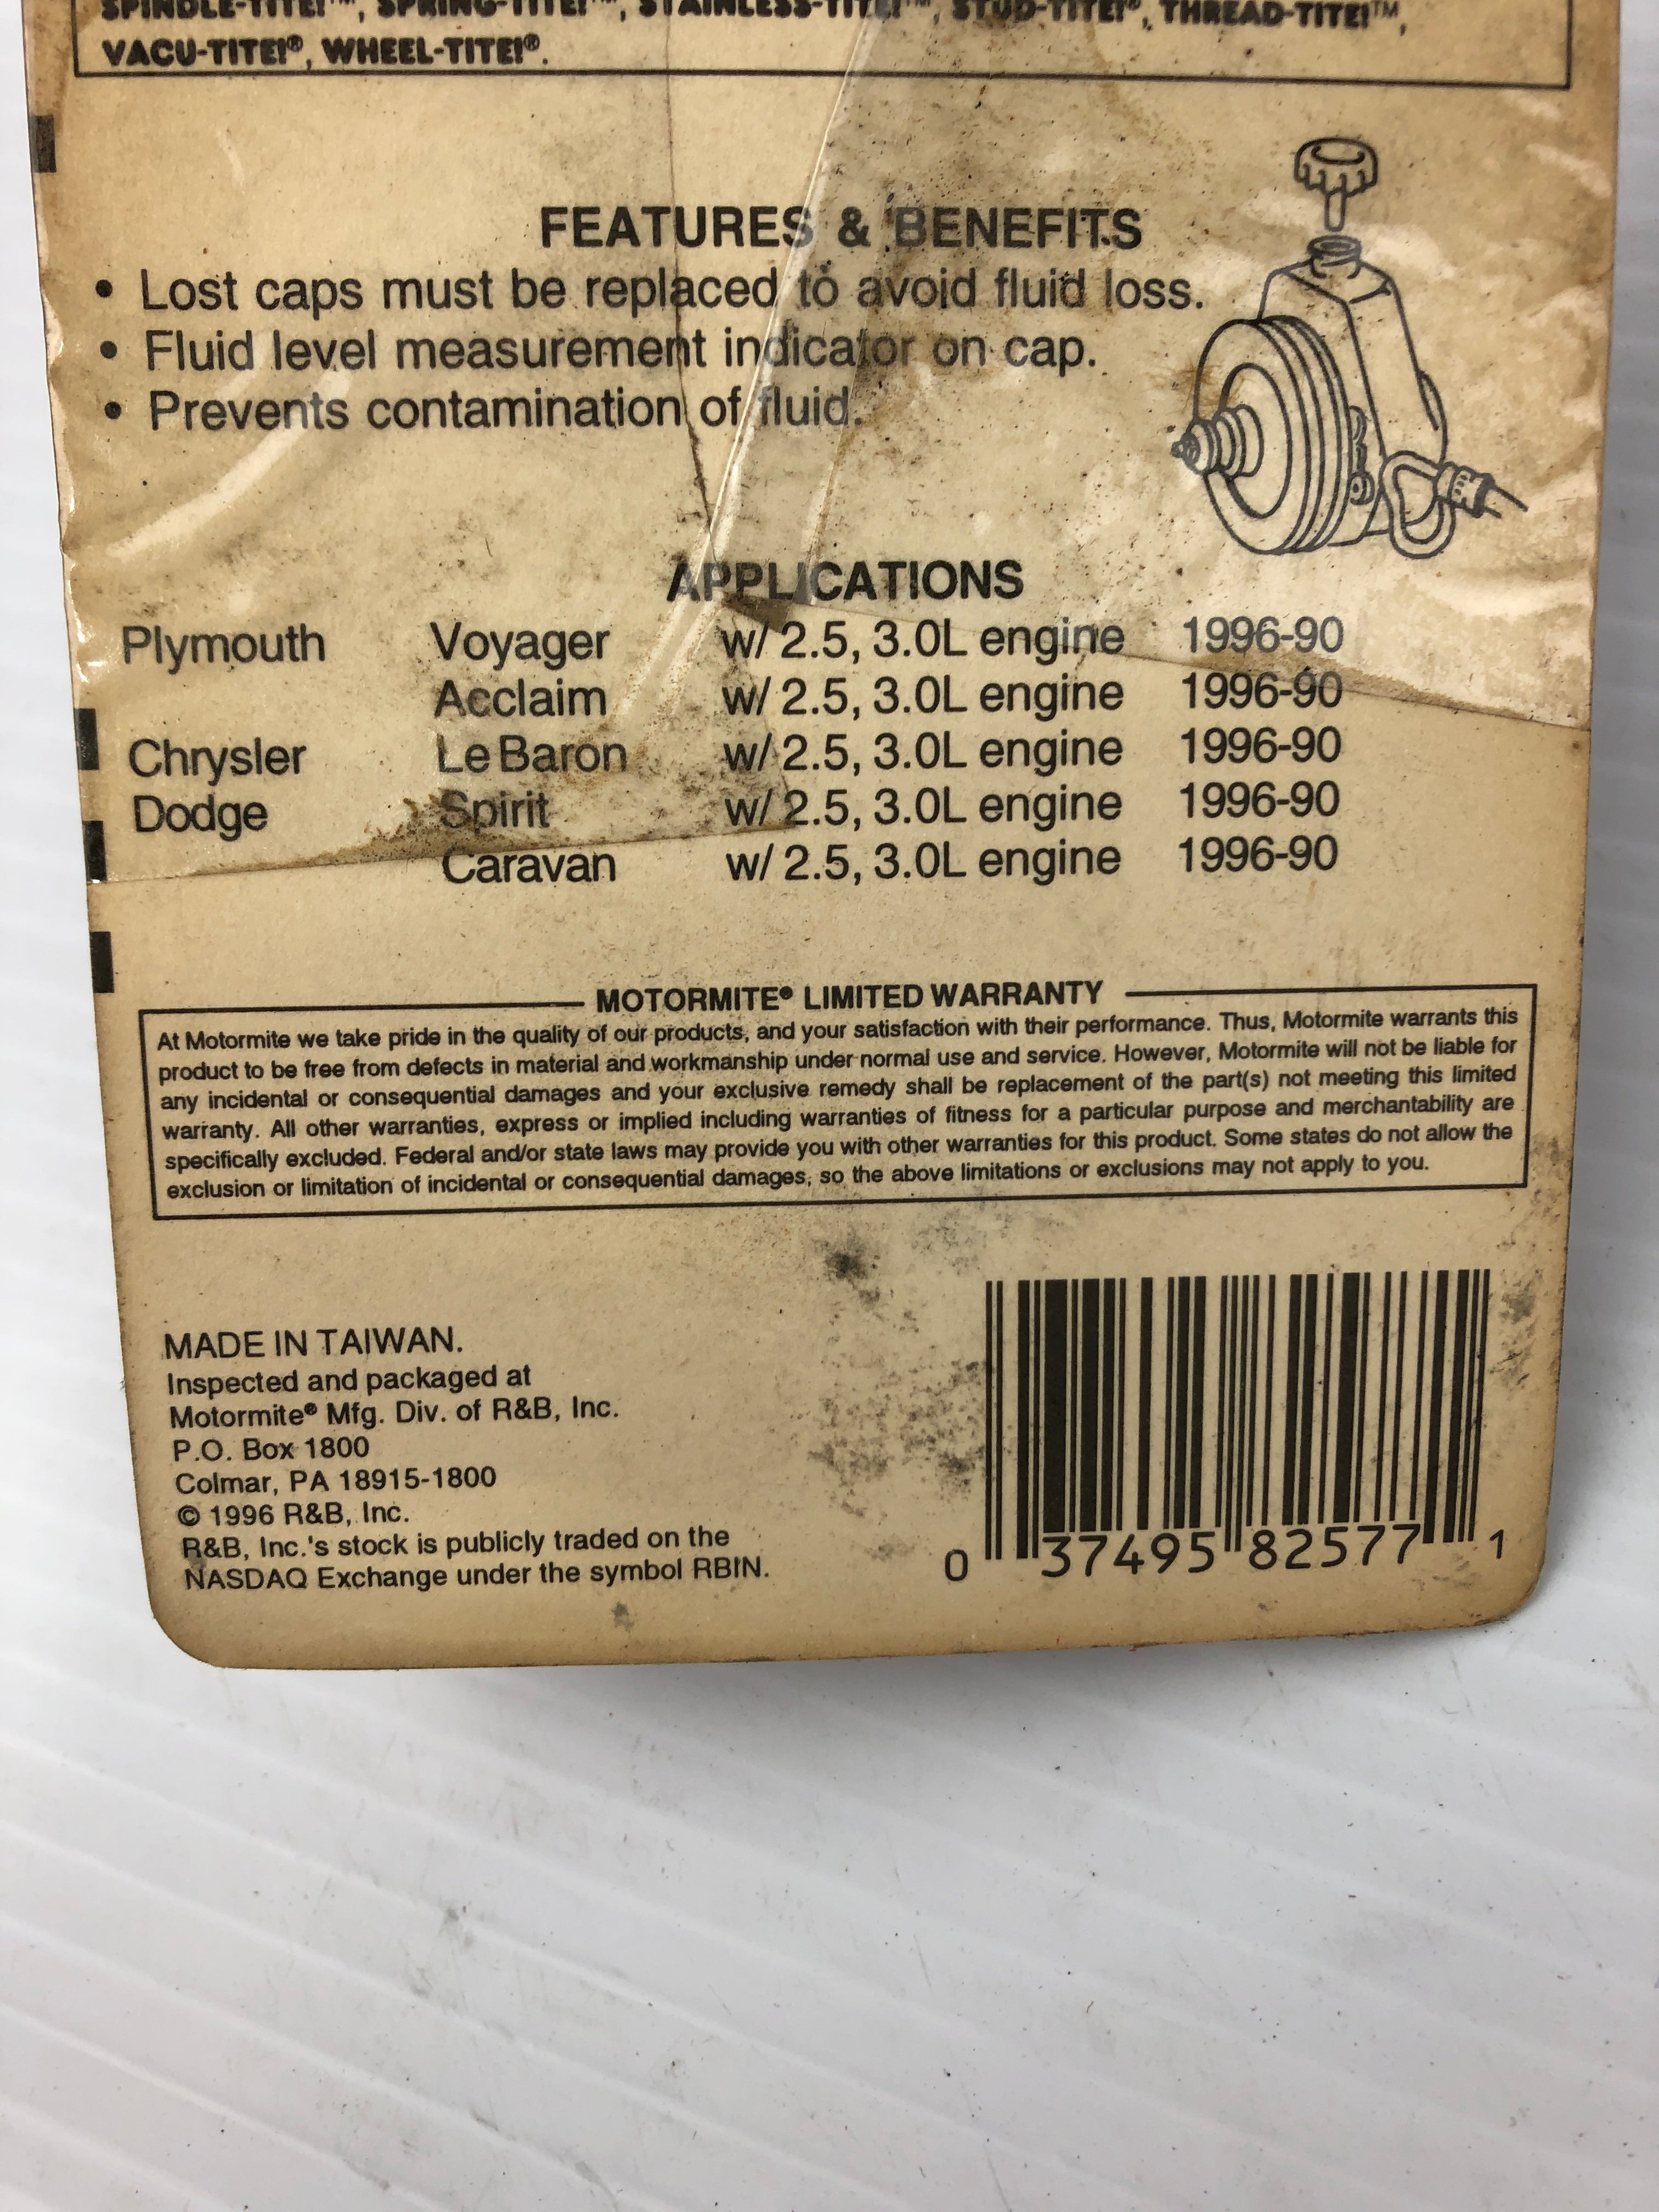 SPINDLE-TITE!™, SPRING-TITE!™, STAINLESS-TITE!™, STUD-TITE!®, THREAD-TITE!™,
VACU-TITE!®, WHEEL-TITE!®.
FEATURES & BENEFITS
• Lost caps must be replaced to avoid fluid loss.
• Fluid level measurement indicator on cap.
• Prevents contamination of fluid.
APPLICATIONS
Plymouth Voyager w/ 2.5, 3.0L engine 1996-90
Acclaim w/ 2.5, 3.0L engine 1996-90
Chrysler Le Baron w/ 2.5, 3.0L engine 1996-90
Dodge Spirit w/ 2.5, 3.0L engine 1996-90
Caravan w/ 2.5, 3.0L engine 1996-90
MOTORMITE® LIMITED WARRANTY
At Motormite we take pride in the quality of our products, and your satisfaction with their performance. Thus, Motormite warrants this
product to be free from defects in material and workmanship under normal use and service. However, Motormite will not be liable for
any incidental or consequential damages and your exclusive remedy shall be replacement of the part(s) not meeting this limited
warranty. All other warranties, express or implied including warranties of fitness for a particular purpose and merchantability are
specifically excluded. Federal and/or state laws may provide you with other warranties for this product. Some states do not allow the
exclusion or limitation of incidental or consequential damages, so the above limitations or exclusions may not apply to you.
MADE IN TAIWAN.
Inspected and packaged at
Motormite® Mfg. Div. of R&B, Inc.
P.O. Box 1800
Colmar, PA 18915-1800
© 1996 R&B, Inc.
R&B, Inc.'s stock is publicly traded on the
NASDAQ Exchange under the symbol RBIN.
0 37495 82577 1